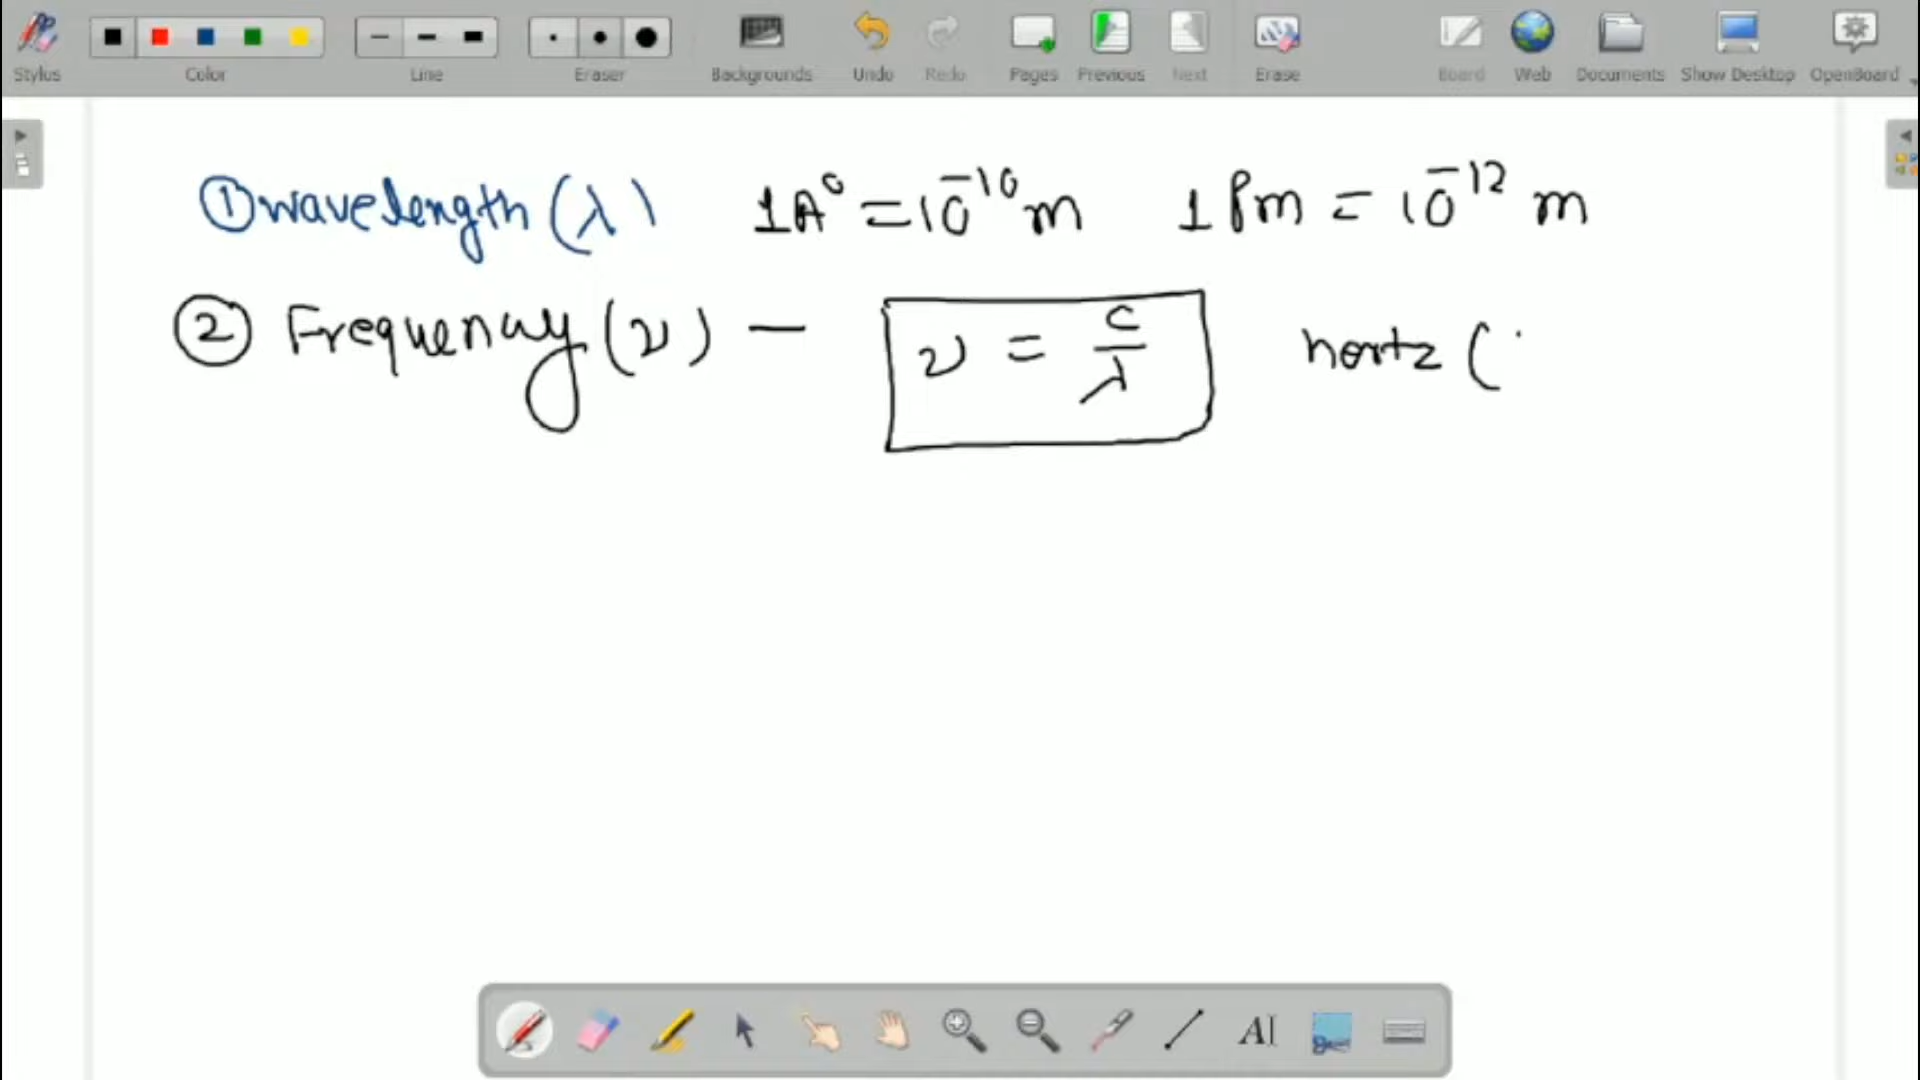 Stylus Color Line Eraser Backgrounds Undo Redo Pages Previous Next Erase Board Web Documents Show Desktop OpenBoard
① wavelength (λ) 1A° = 10⁻¹⁰ m 1 Pm = 10⁻¹² m
② Frequenay (ν) — ν = c/λ hertz (
AI